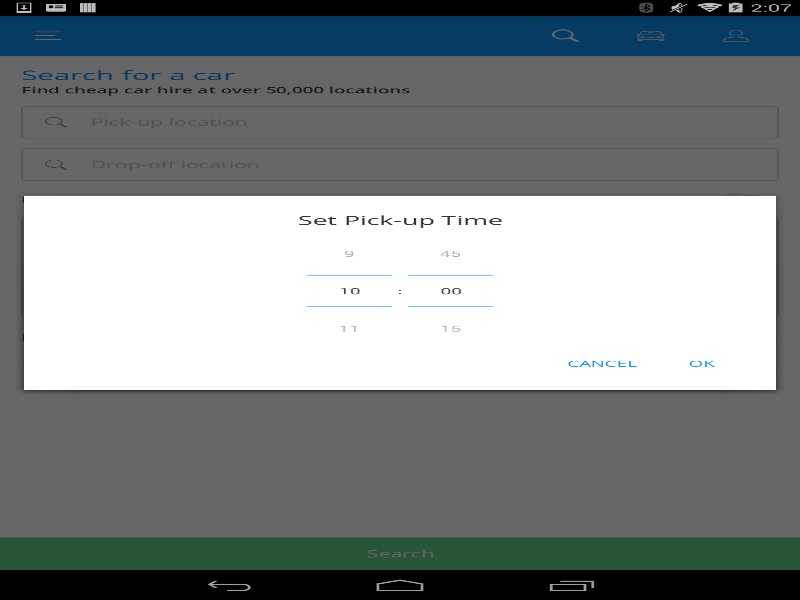 2:07
Search for a car
Find cheap car hire at over 50,000 locations
Pick-up location
Drop-off location
Set Pick-up Time
9 45
10 : 00
11 15
CANCEL OK
Search